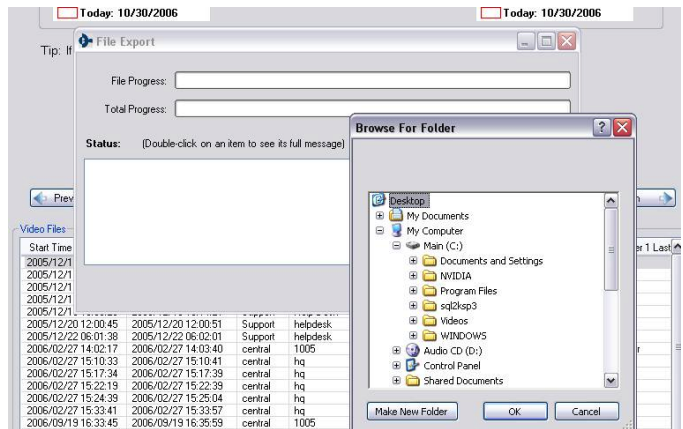 Today: 10/30/2006
Today: 10/30/2006
Tip: If
File Export
File Progress:
Total Progress:
Status: (Double-click on an item to see its full message)
Browse For Folder
Desktop
My Documents
My Computer
Main (C:)
Documents and Settings
NVIDIA
Program Files
sql2ksp3
Videos
WINDOWS
Audio CD (D:)
Control Panel
Shared Documents
Make New Folder
OK
Cancel
Prev
Video Files
Start Time
er 1 Last
2005/12/1
2005/12/1
2005/12/1
2005/12/1
2005/12/20 12:00:45 2005/12/20 12:00:51 Support helpdesk
2005/12/22 06:01:38 2005/12/22 06:02:01 Support helpdesk
2006/02/27 14:02:17 2006/02/27 14:03:40 central 1005
2006/02/27 15:10:33 2006/02/27 15:10:41 central hq
2006/02/27 15:17:34 2006/02/27 15:17:39 central hq
2006/02/27 15:22:19 2006/02/27 15:22:39 central hq
2006/02/27 15:24:39 2006/02/27 15:25:04 central hq
2006/02/27 15:33:41 2006/02/27 15:33:57 central hq
2006/09/19 16:33:45 2006/09/19 16:35:59 central 1005